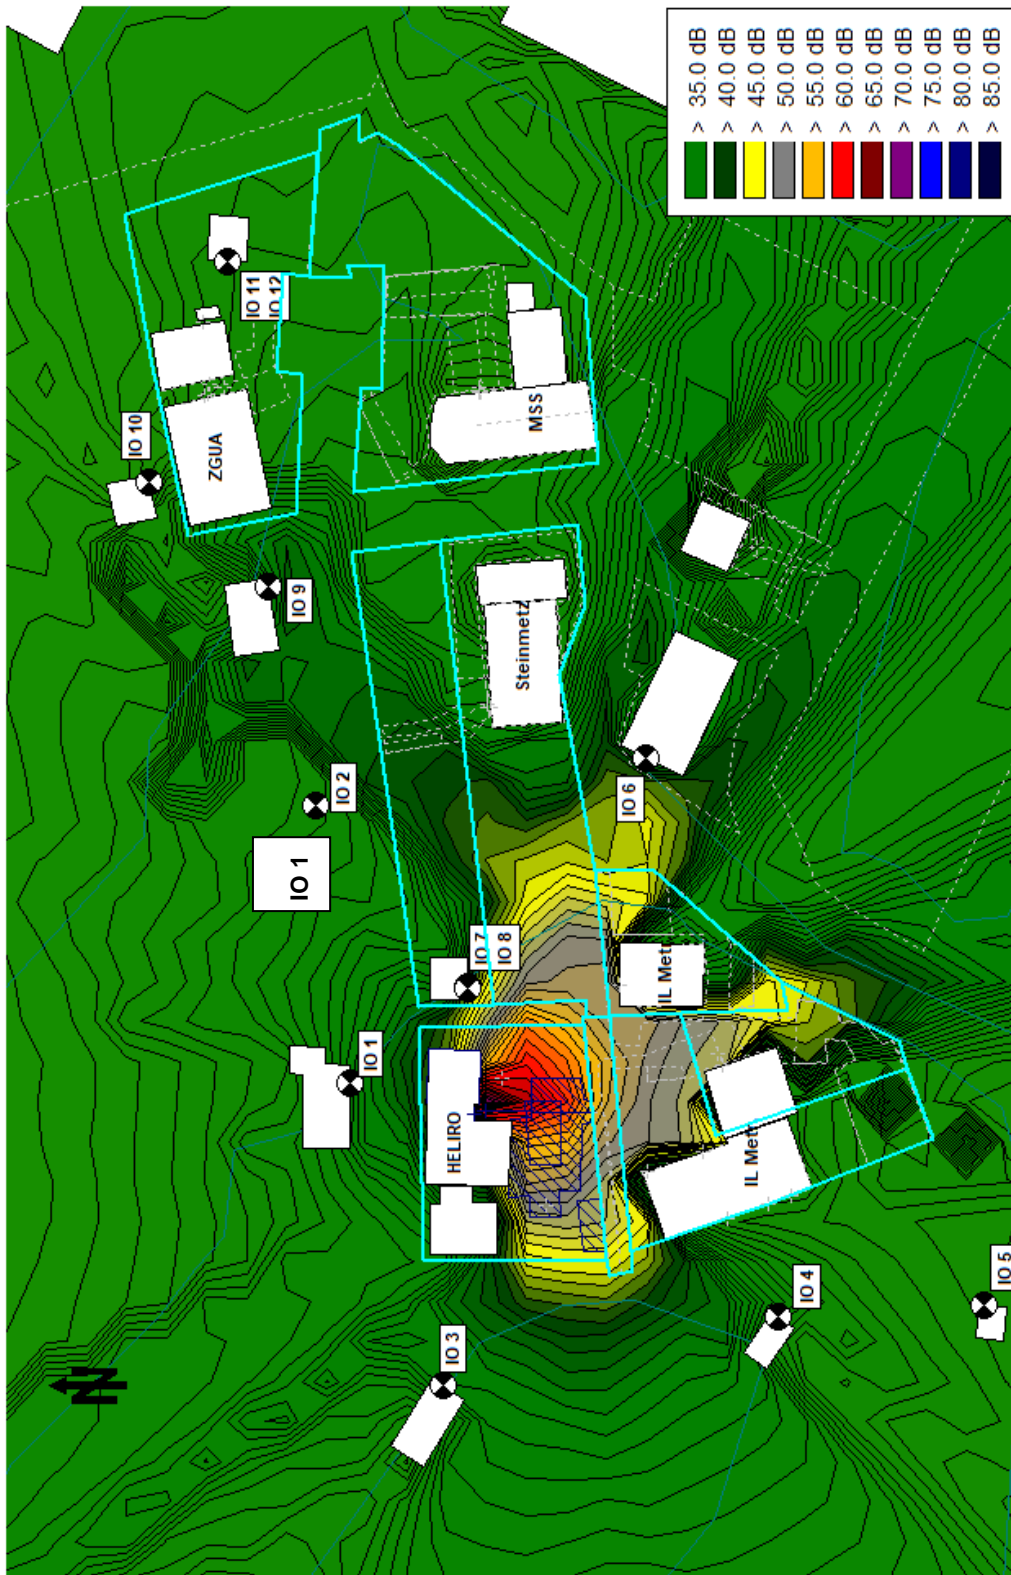 > 35.0 dB
> 40.0 dB
> 45.0 dB
> 50.0 dB
> 55.0 dB
> 60.0 dB
> 65.0 dB
> 70.0 dB
> 75.0 dB
> 80.0 dB
> 85.0 dB
IO 3
HELIRO
IO 1
IO 7
IO 8
IO 1
IO 2
IO 9
IO 10
ZGUA
IO 11
IO 12
IO 5
IO 4
IL Met
IL Met
IO 6
Steinmetz
MSS
N